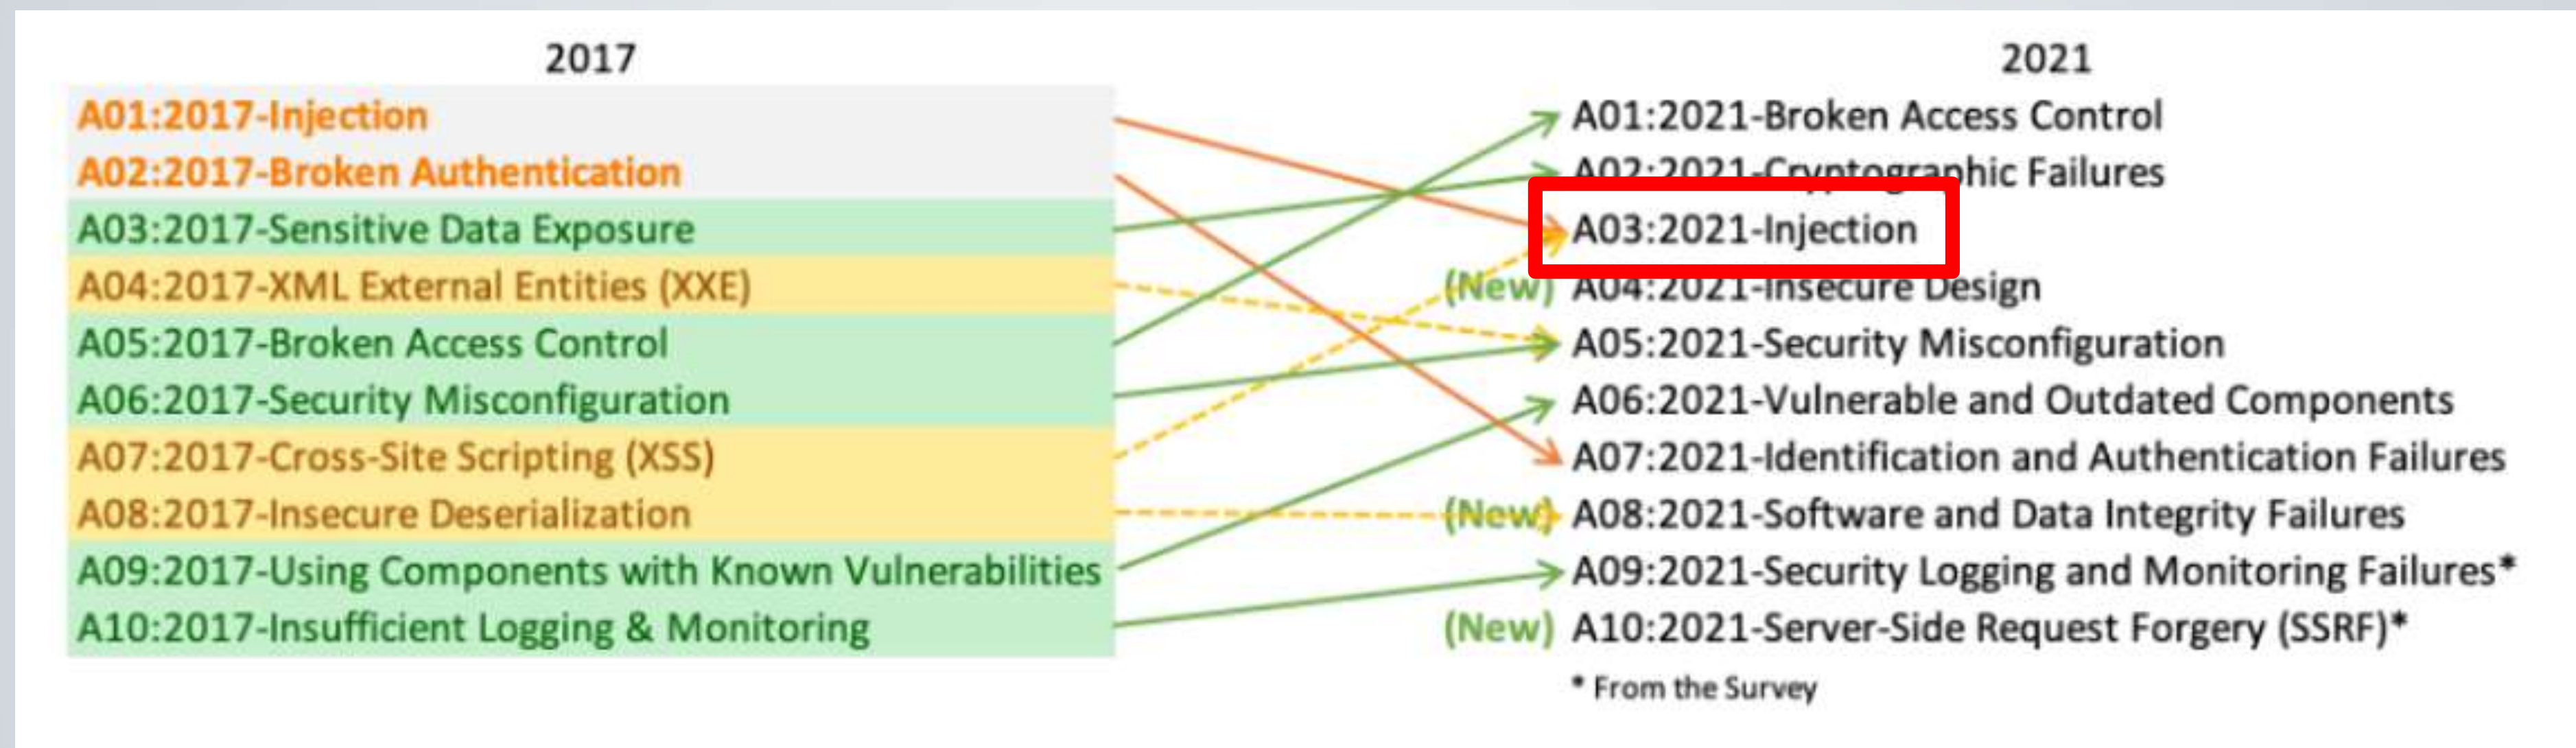 2017
A01:2017-Injection
A02:2017-Broken Authentication
A03:2017-Sensitive Data Exposure
A04:2017-XML External Entities (XXE)
A05:2017-Broken Access Control
A06:2017-Security Misconfiguration
A07:2017-Cross-Site Scripting (XSS)
A08:2017-Insecure Deserialization
A09:2017-Using Components with Known Vulnerabilities
A10:2017-Insufficient Logging & Monitoring
2021
A01:2021-Broken Access Control
A02:2021-Cryptographic Failures
A03:2021-Injection
(New) A04:2021-Insecure Design
A05:2021-Security Misconfiguration
A06:2021-Vulnerable and Outdated Components
A07:2021-Identification and Authentication Failures
(New) A08:2021-Software and Data Integrity Failures
A09:2021-Security Logging and Monitoring Failures*
(New) A10:2021-Server-Side Request Forgery (SSRF)*
* From the Survey